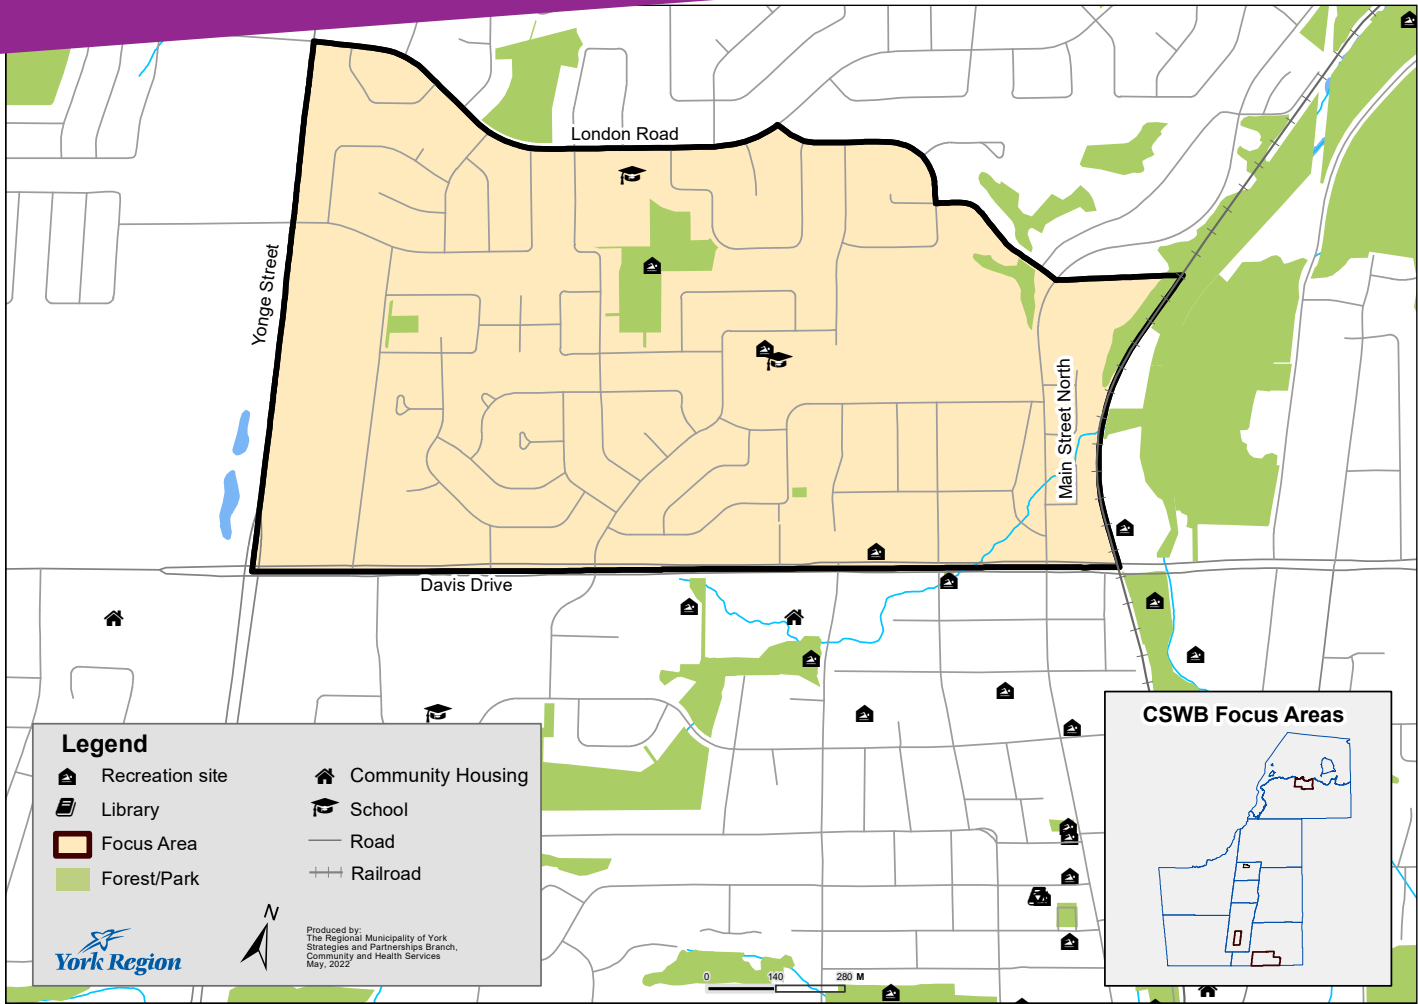 London Road
Yonge Street
Main Street North
Davis Drive
Legend
Recreation site
Library
Focus Area
Forest/Park
Community Housing
School
Road
Railroad
York Region
N
Produced by:
The Regional Municipality of York
Strategies and Partnerships Branch,
Community and Health Services
May, 2022
0 140 280 M
CSWB Focus Areas